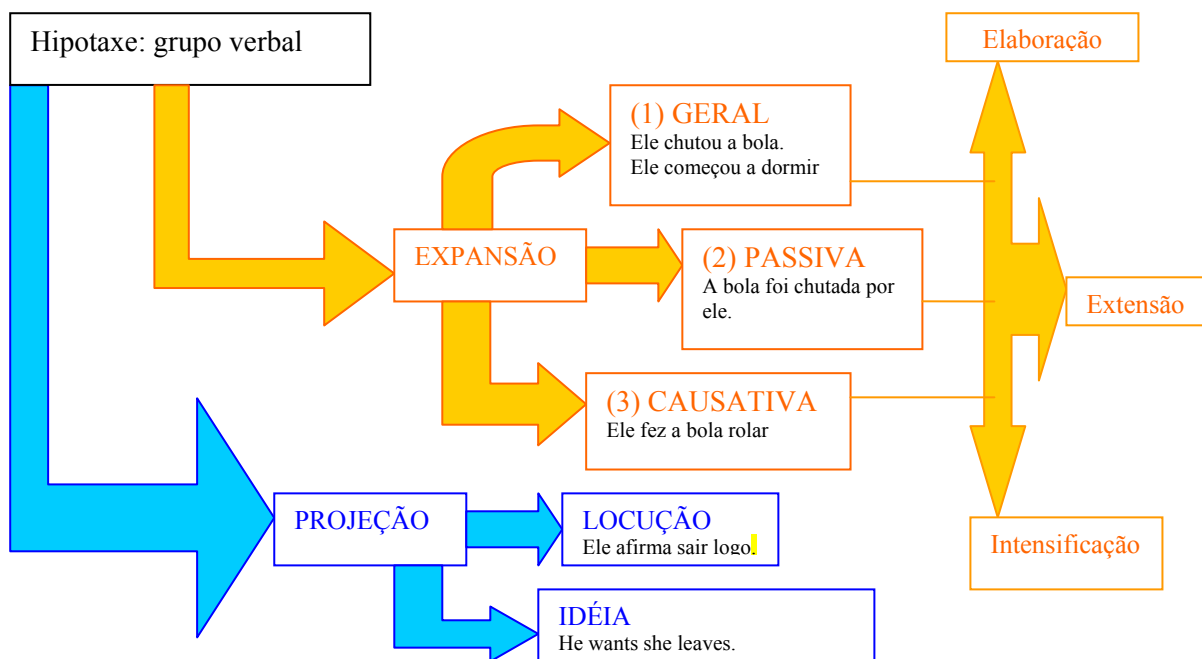 Hipotaxe: grupo verbal
Elaboração
(1) GERAL
Ele chutou a bola.
Ele começou a dormir
EXPANSÃO
(2) PASSIVA
A bola foi chutada por
ele.
Extensão
(3) CAUSATIVA
Ele fez a bola rolar
PROJEÇÃO
LOCUÇÃO
Ele afirma sair logo.
Intensificação
IDÉIA
He wants she leaves.